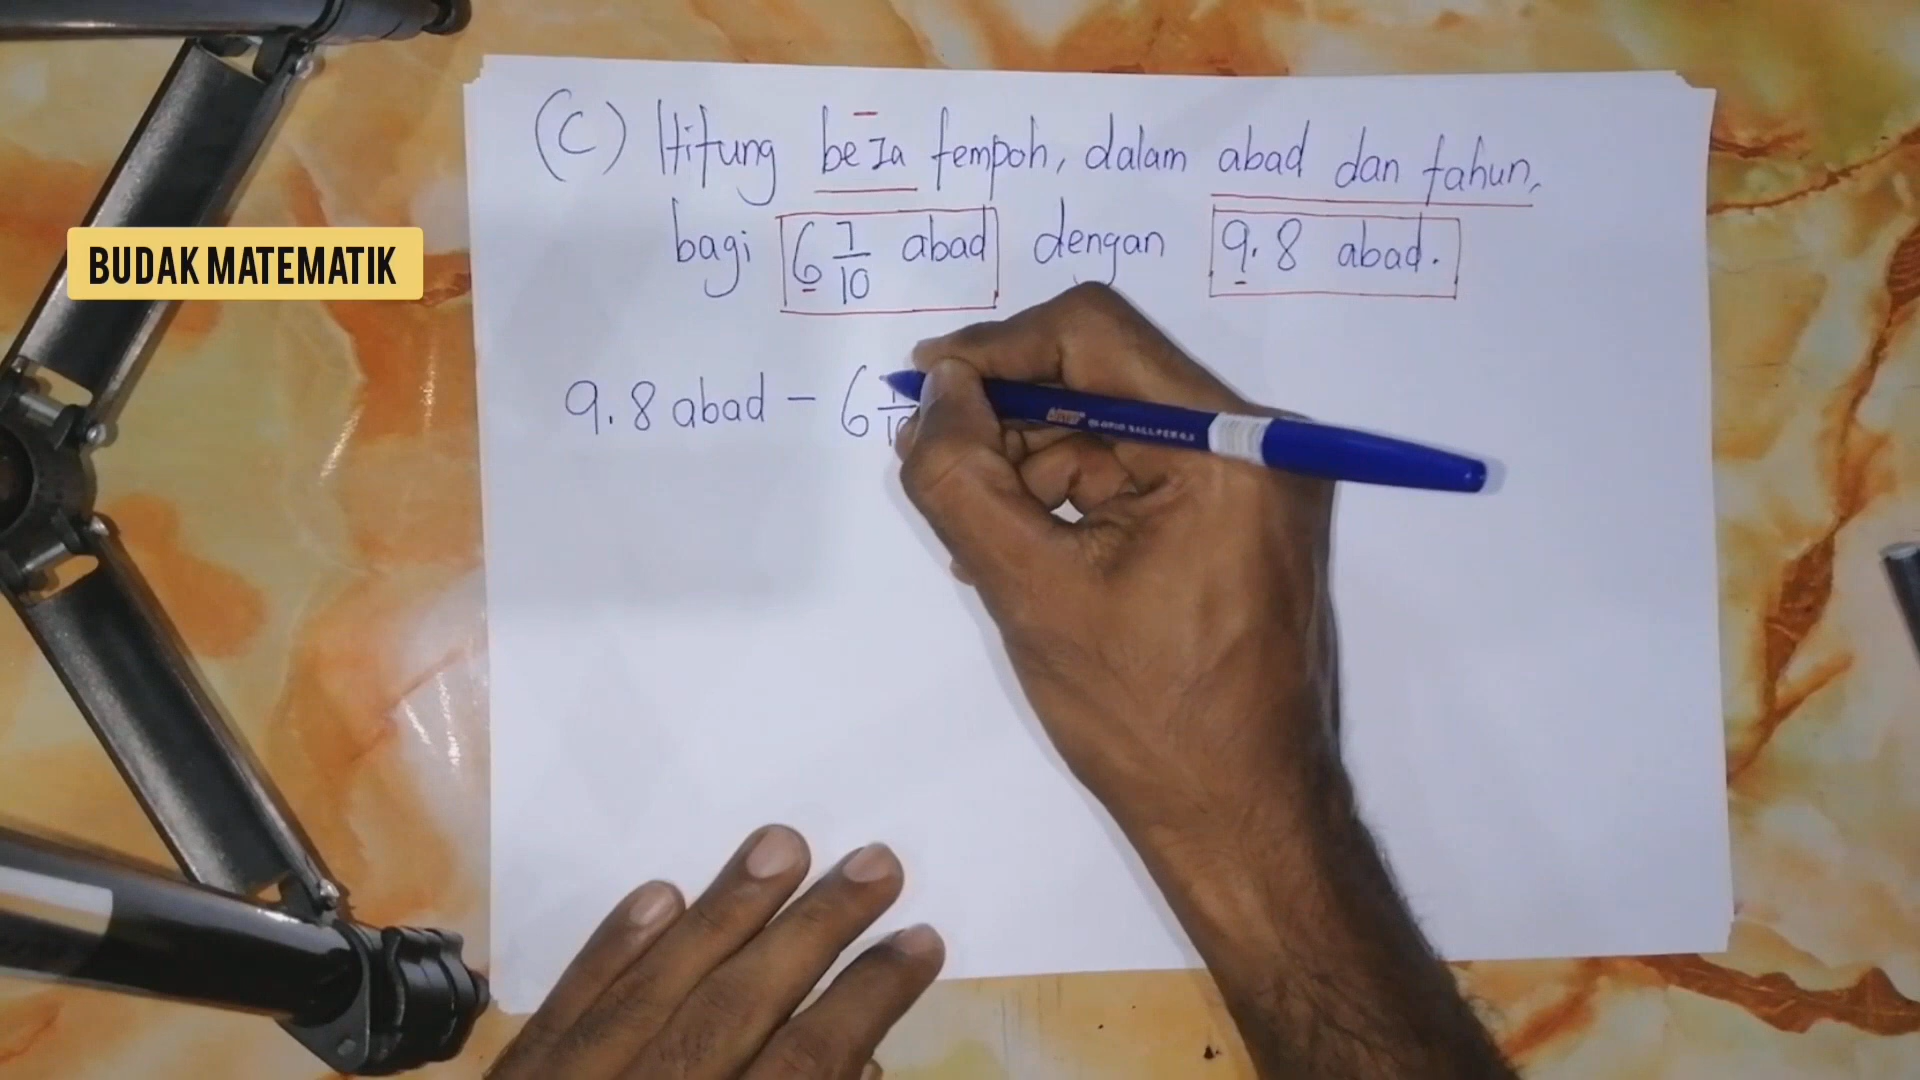 (C) Hitung beza tempoh, dalam abad dan tahun,
bagi 6 7/10 abad dengan 9.8 abad.
BUDAK MATEMATIK
9.8 abad - 6